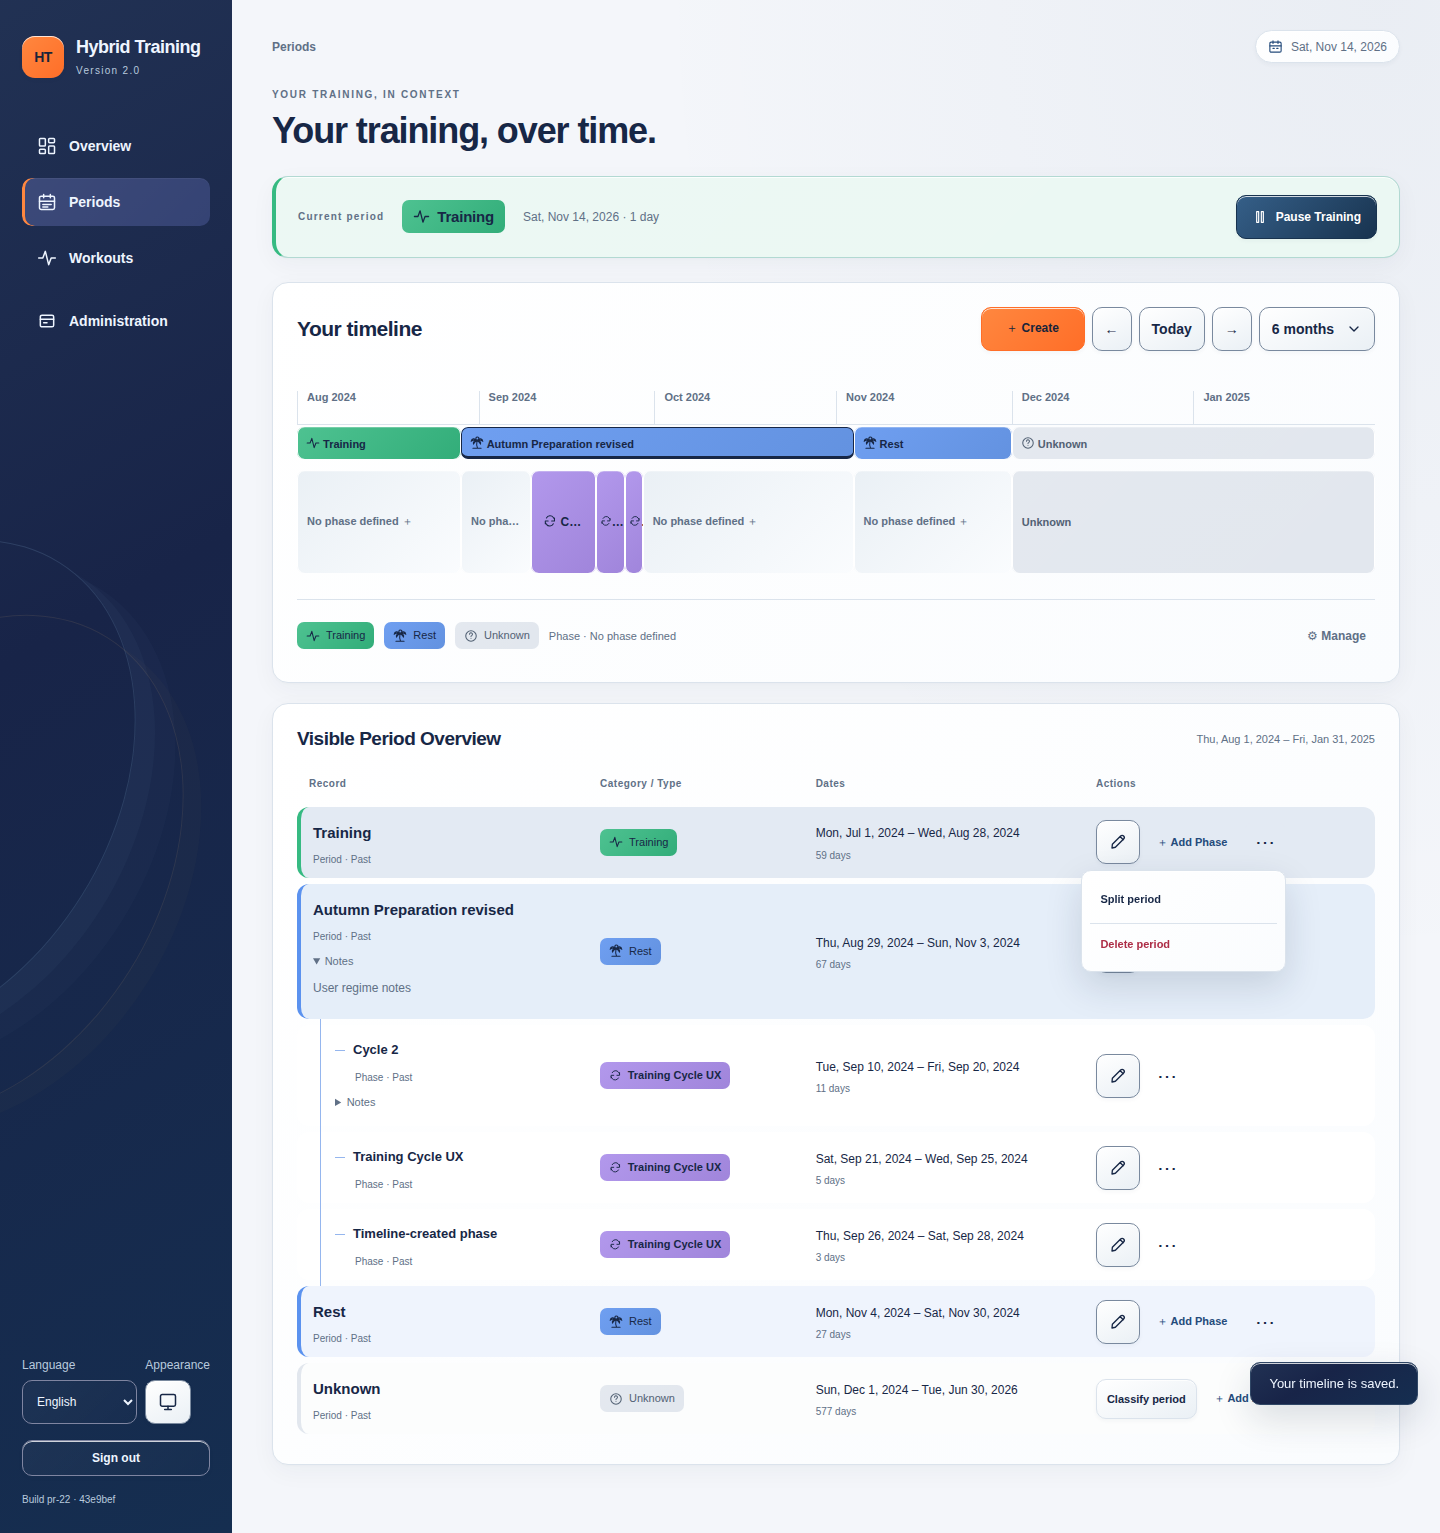 HT
Hybrid Training
Version 2.0
Overview
Periods
Workouts
Administration
Language
Appearance
English
Sign out
Build pr-22 · 43e9bef
Periods
Sat, Nov 14, 2026
YOUR TRAINING, IN CONTEXT
Your training, over time.
Current period
Training
Sat, Nov 14, 2026 · 1 day
Pause Training
Your timeline
+ Create
←
Today
→
6 months
Aug 2024
Sep 2024
Oct 2024
Nov 2024
Dec 2024
Jan 2025
Training
Autumn Preparation revised
Rest
Unknown
No phase defined +
No pha…
C…
…
No phase defined +
No phase defined +
Unknown
Training
Rest
Unknown
Phase · No phase defined
⚙ Manage
Visible Period Overview
Thu, Aug 1, 2024 – Fri, Jan 31, 2025
Record
Category / Type
Dates
Actions
Training
Period · Past
Training
Mon, Jul 1, 2024 – Wed, Aug 28, 2024
59 days
+ Add Phase
···
Split period
Delete period
Autumn Preparation revised
Period · Past
▼ Notes
User regime notes
Rest
Thu, Aug 29, 2024 – Sun, Nov 3, 2024
67 days
— Cycle 2
Phase · Past
▶ Notes
Training Cycle UX
Tue, Sep 10, 2024 – Fri, Sep 20, 2024
11 days
···
— Training Cycle UX
Phase · Past
Training Cycle UX
Sat, Sep 21, 2024 – Wed, Sep 25, 2024
5 days
···
— Timeline-created phase
Phase · Past
Training Cycle UX
Thu, Sep 26, 2024 – Sat, Sep 28, 2024
3 days
···
Rest
Period · Past
Rest
Mon, Nov 4, 2024 – Sat, Nov 30, 2024
27 days
+ Add Phase
···
Unknown
Period · Past
Unknown
Sun, Dec 1, 2024 – Tue, Jun 30, 2026
577 days
Classify period
+ Add
Your timeline is saved.